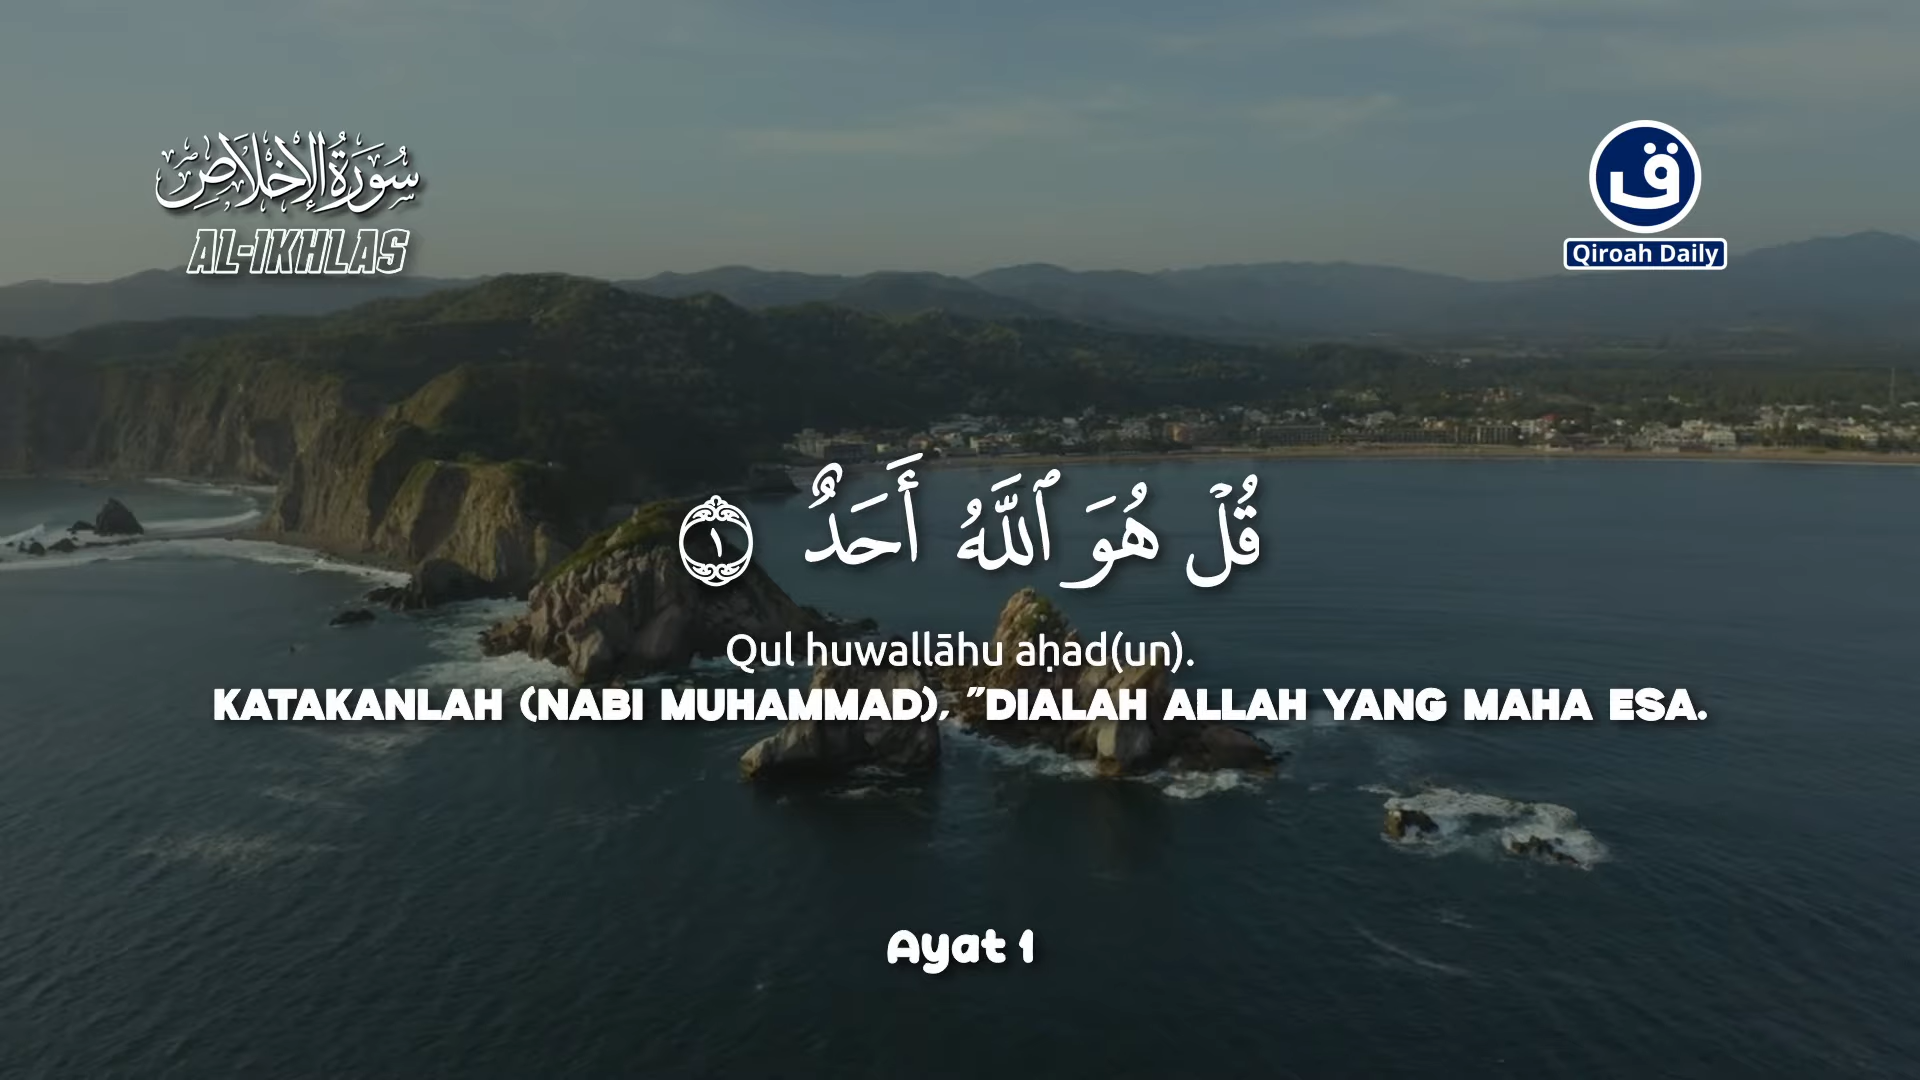 سُورَةُ الإِخْلَاصِ
AL-IKHLAS
ق
Qiroah Daily
قُلْ هُوَ ٱللَّهُ أَحَدٌ ١
Qul huwallāhu aḥad(un).
KATAKANLAH (NABI MUHAMMAD), "DIALAH ALLAH YANG MAHA ESA.
Ayat 1